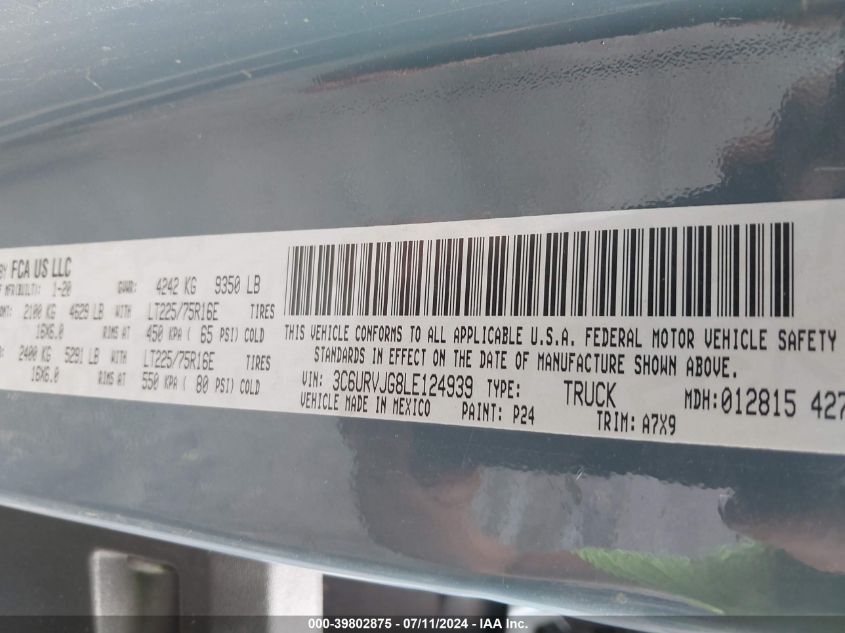 BY FCA US LLC
F MFR(BUILT): 1-20 GVWR: 4242 KG 9350 LB
ONT: 2100 KG 4629 LB WITH LT225/75R16E TIRES
16X6.0 RIMS AT 450 KPA ( 65 PSI) COLD
2400 KG 5291 LB WITH LT225/75R16E TIRES
16X6.0 RIMS AT 550 KPA ( 80 PSI) COLD
THIS VEHICLE CONFORMS TO ALL APPLICABLE U.S.A. FEDERAL MOTOR VEHICLE SAFETY
STANDARDS IN EFFECT ON THE DATE OF MANUFACTURE SHOWN ABOVE.
VIN: 3C6URVJG8LE124939 TYPE: TRUCK MDH: 012815 427
VEHICLE MADE IN MEXICO PAINT: P24 TRIM: A7X9
000-39802875 - 07/11/2024 - IAA Inc.